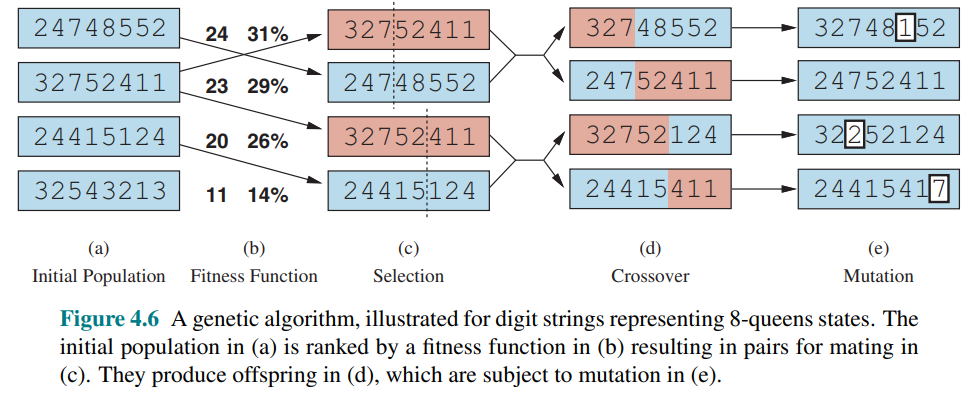 24748552 24 31% 32752411 32748552 32748152
32752411 23 29% 24748552 24752411 24752411
24415124 20 26% 32752411 32752124 32252124
32543213 11 14% 24415124 24415411 24415417
(a) (b) (c) (d) (e)
Initial Population Fitness Function Selection Crossover Mutation
Figure 4.6 A genetic algorithm, illustrated for digit strings representing 8-queens states. The
initial population in (a) is ranked by a fitness function in (b) resulting in pairs for mating in
(c). They produce offspring in (d), which are subject to mutation in (e).